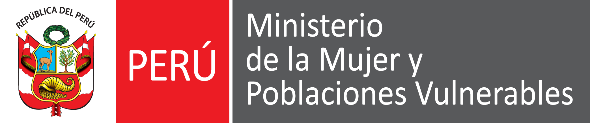 REPÚBLICA DEL PERÚ
PERÚ
Ministerio
de la Mujer y
Poblaciones Vulnerables